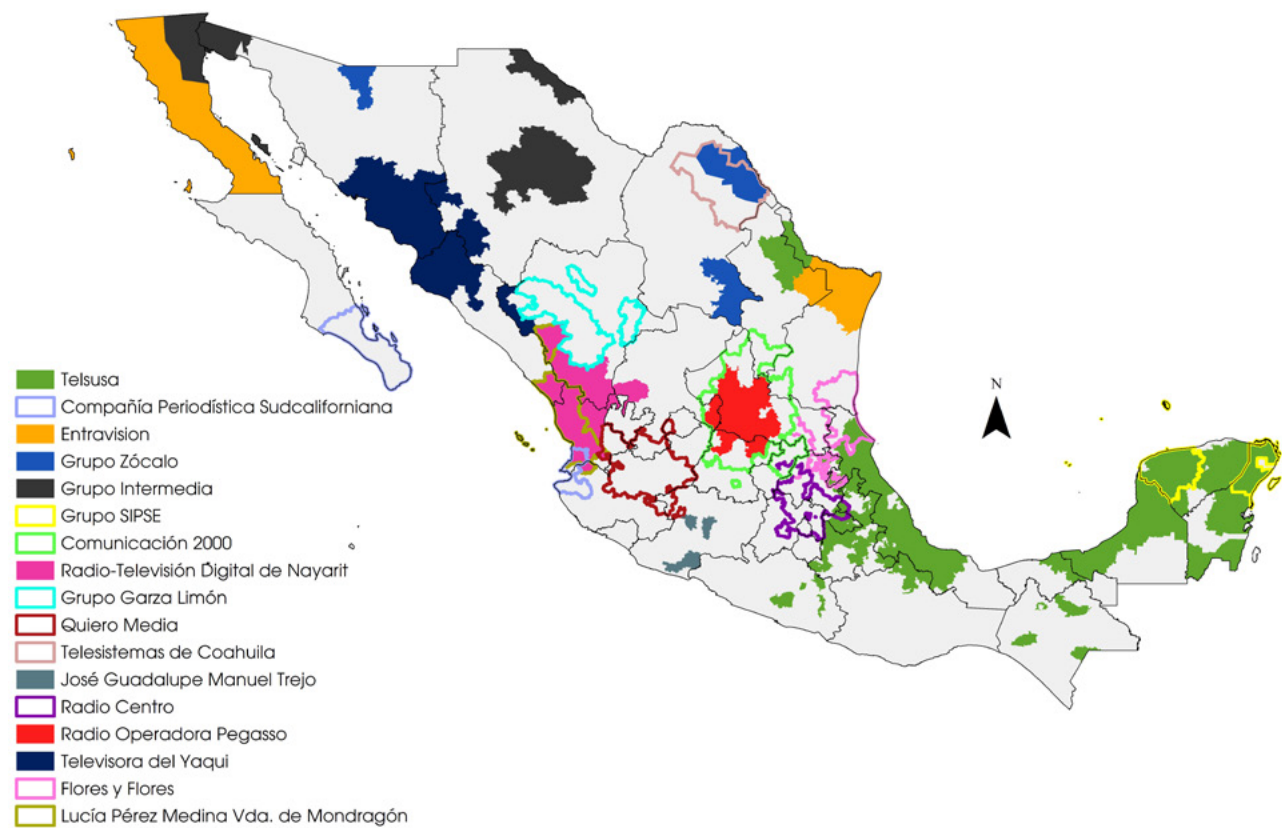 N
Telsusa
Compañía Periodística Sudcaliforniana
Entravision
Grupo Zócalo
Grupo Intermedia
Grupo SIPSE
Comunicación 2000
Radio-Televisión Digital de Nayarit
Grupo Garza Limón
Quiero Media
Telesistemas de Coahuila
José Guadalupe Manuel Trejo
Radio Centro
Radio Operadora Pegasso
Televisora del Yaqui
Flores y Flores
Lucía Pérez Medina Vda. de Mondragón